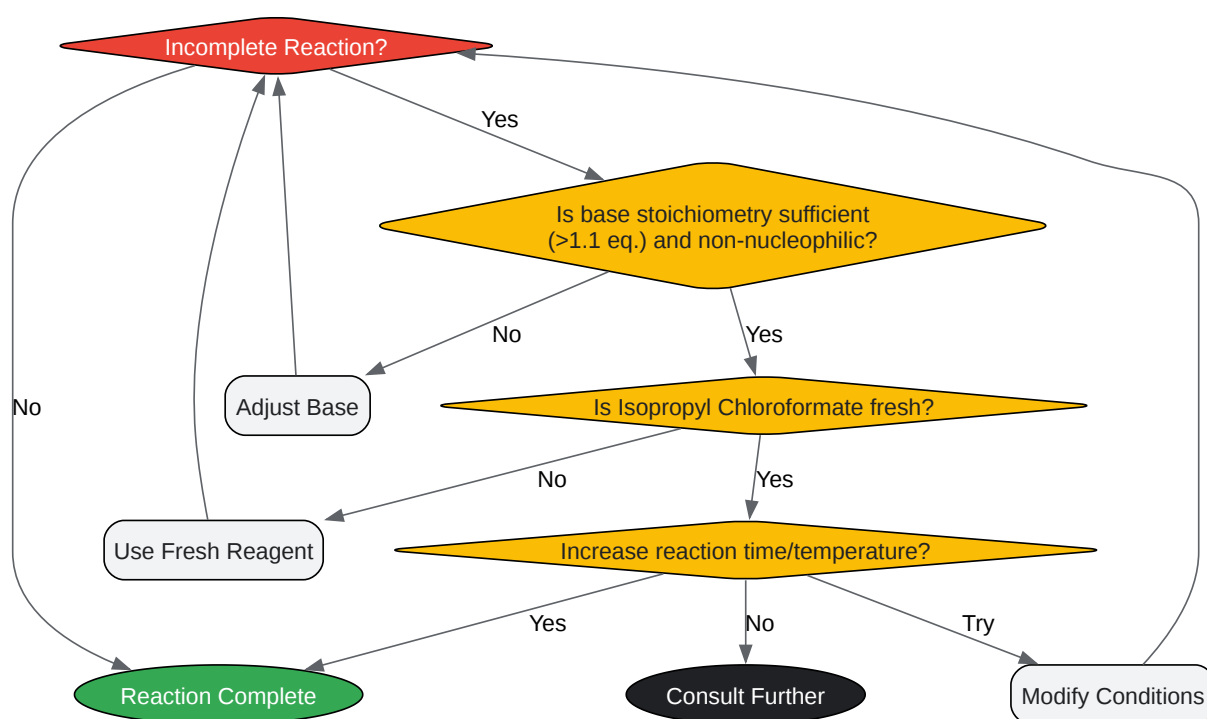 Incomplete Reaction?
Yes
Is base stoichiometry sufficient
(>1.1 eq.) and non-nucleophilic?
No
Yes
Adjust Base
Is Isopropyl Chloroformate fresh?
No
No
Yes
Use Fresh Reagent
Increase reaction time/temperature?
Yes
No
Try
Reaction Complete
Consult Further
Modify Conditions